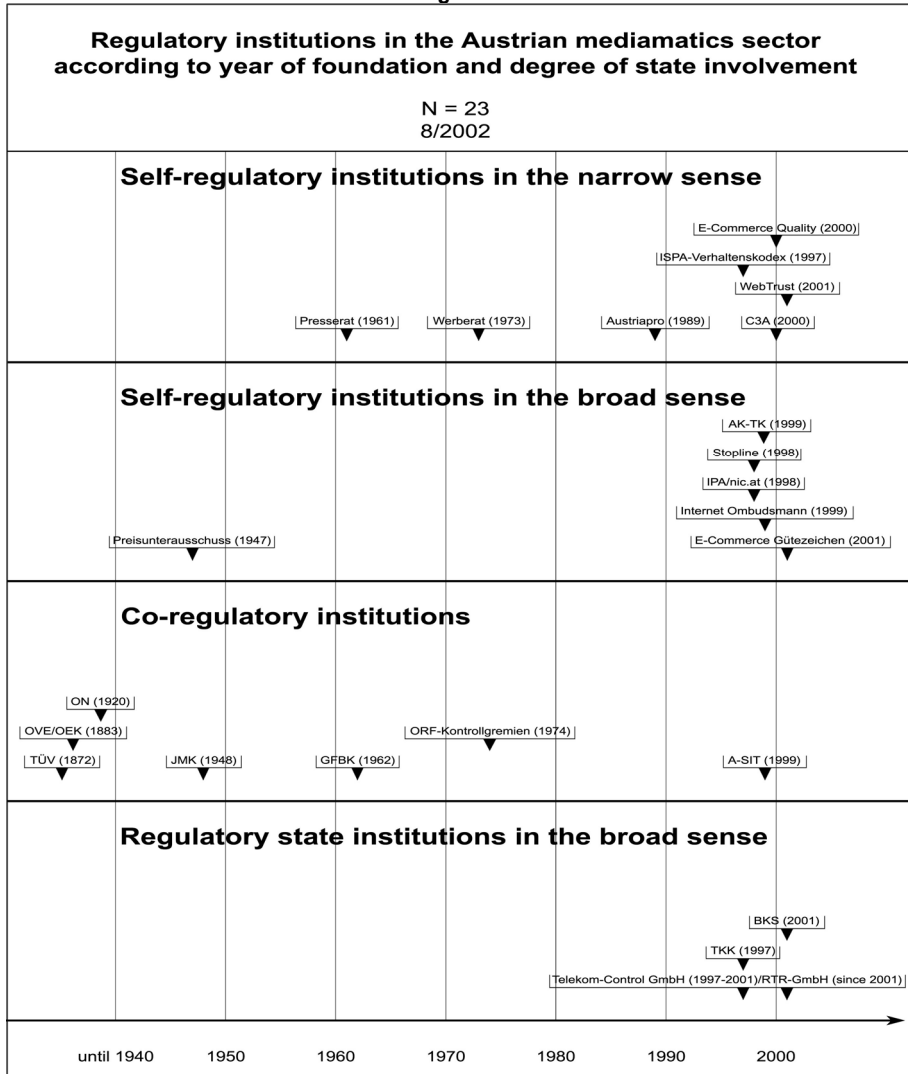 Regulatory institutions in the Austrian mediamatics sector
according to year of foundation and degree of state involvement
N = 23
8/2002
Self-regulatory institutions in the narrow sense
E-Commerce Quality (2000)
ISPA-Verhaltenskodex (1997)
WebTrust (2001)
Presserat (1961)
Werberat (1973)
Austriapro (1989)
C3A (2000)
Self-regulatory institutions in the broad sense
AK-TK (1999)
Stopline (1998)
IPA/nic.at (1998)
Internet Ombudsmann (1999)
Preisunterausschuss (1947)
E-Commerce Gütezeichen (2001)
Co-regulatory institutions
ON (1920)
OVE/OEK (1883)
ORF-Kontrollgremien (1974)
TÜV (1872)
JMK (1948)
GFBK (1962)
A-SIT (1999)
Regulatory state institutions in the broad sense
BKS (2001)
TKK (1997)
Telekom-Control GmbH (1997-2001)/RTR-GmbH (since 2001)
until 1940
1950
1960
1970
1980
1990
2000